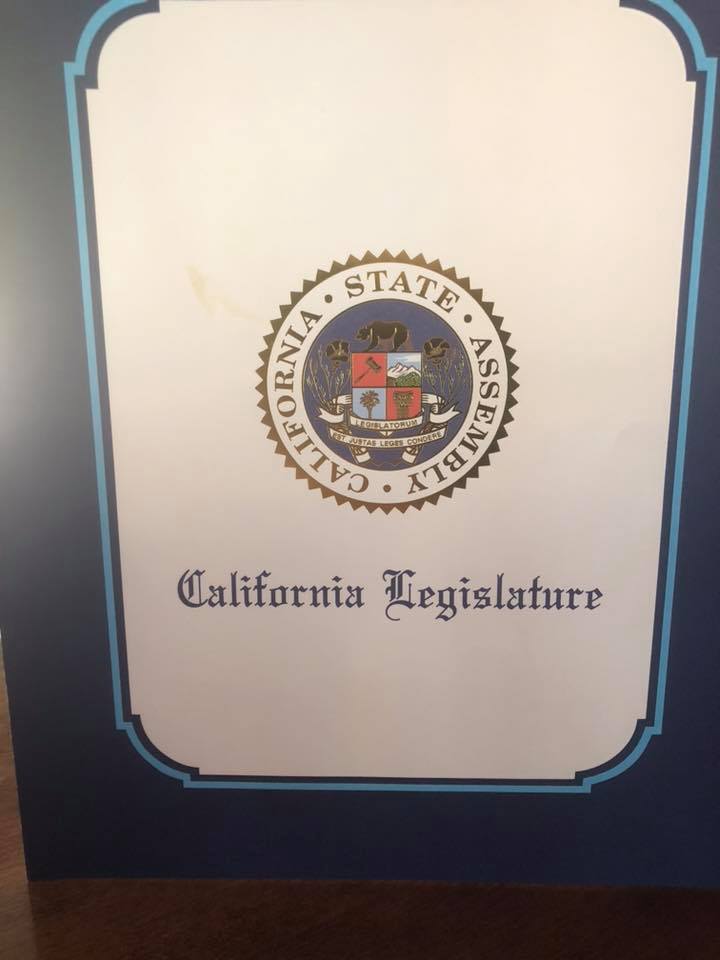 CALIFORNIA · STATE · ASSEMBLY ·
LEGISLATORUM
EST JUSTAS LEGES CONDERE
California Legislature